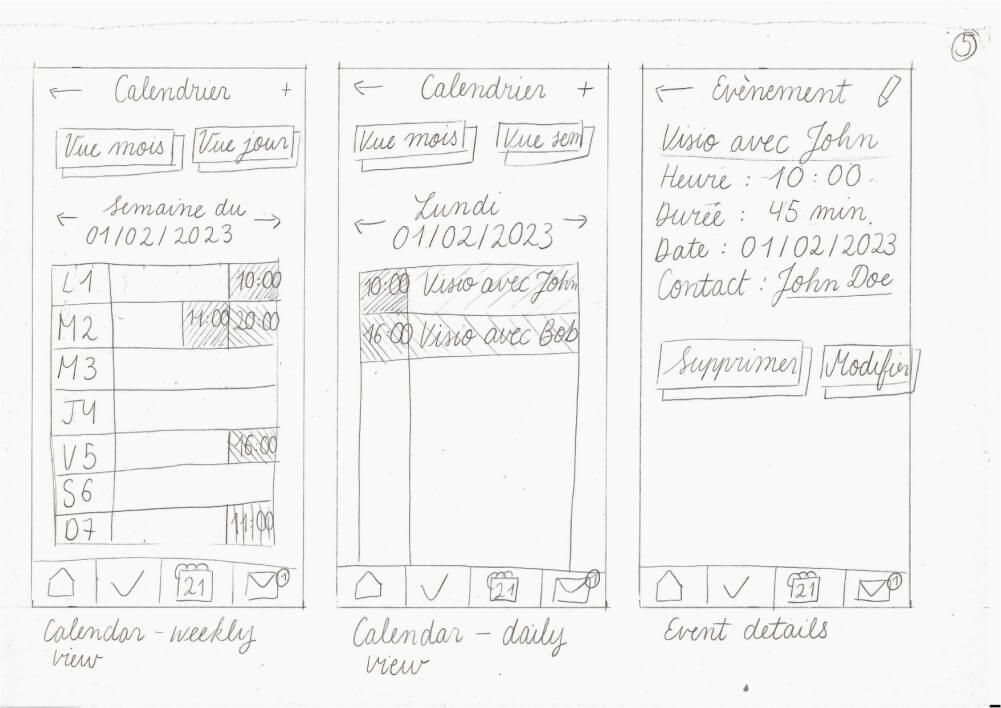 5
Calendrier +
Vue mois Vue jour
Semaine du
01/02/2023
L1 10:00
M2 11:00 20:00
M3
J4
V5 16:00
S6
D7 11:00
21 1
Calendar - weekly
view
Calendrier +
Vue mois Vue sem
Lundi
01/02/2023
10:00 Visio avec John
16:00 Visio avec Bob
21 1
Calendar - daily
view
Evènement
Visio avec John
Heure : 10:00
Durée : 45 min.
Date : 01/02/2023
Contact : John Doe
Supprimer Modifier
21 1
Event details